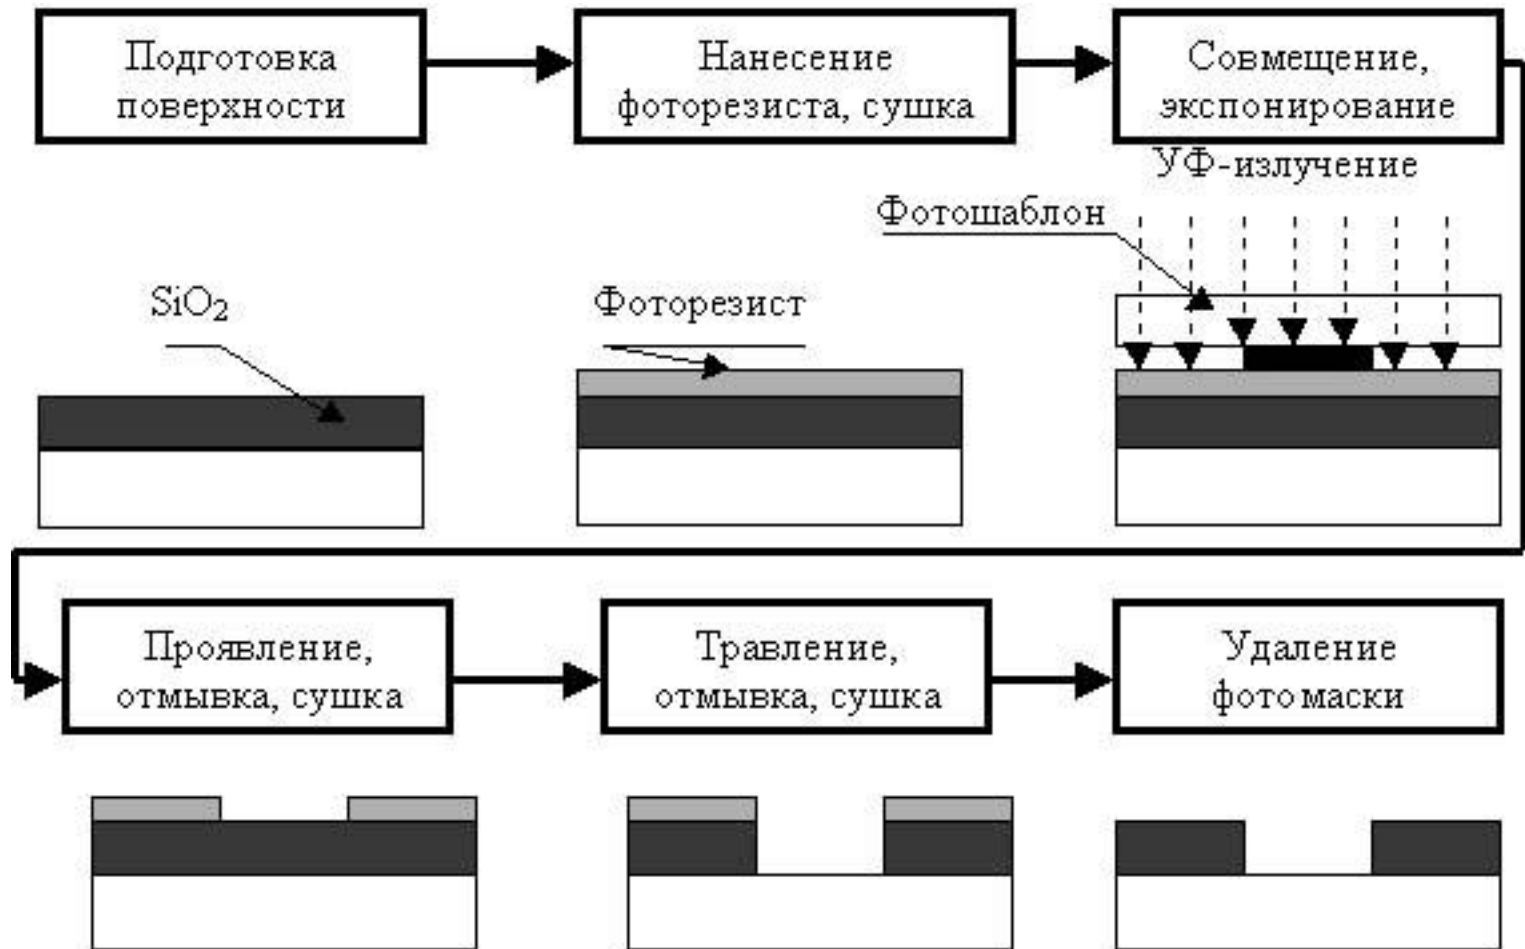 Подготовка
поверхности
Нанесение
фоторезиста, сушка
Совмещение,
экспонирование
УФ-излучение
Фотошаблон
SiO₂
Фоторезист
Проявление,
отмывка, сушка
Травление,
отмывка, сушка
Удаление
фотомаски